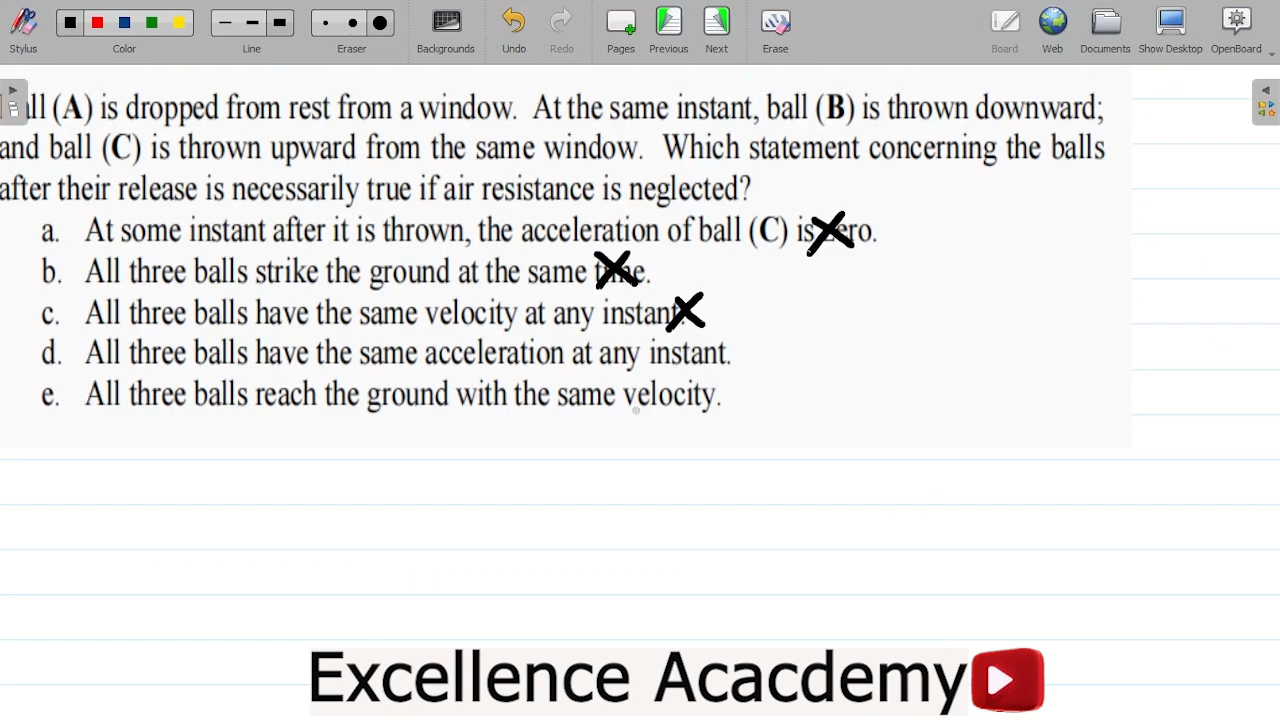 Stylus
Color
Line
Eraser
Backgrounds
Undo
Redo
Pages
Previous
Next
Erase
Board
Web
Documents
Show Desktop
OpenBoard
(A) is dropped from rest from a window. At the same instant, ball (B) is thrown downward;
and ball (C) is thrown upward from the same window. Which statement concerning the balls
after their release is necessarily true if air resistance is neglected?
a. At some instant after it is thrown, the acceleration of ball (C) is zero.
b. All three balls strike the ground at the same time.
c. All three balls have the same velocity at any instant.
d. All three balls have the same acceleration at any instant.
e. All three balls reach the ground with the same velocity.
Excellence Acacdemy